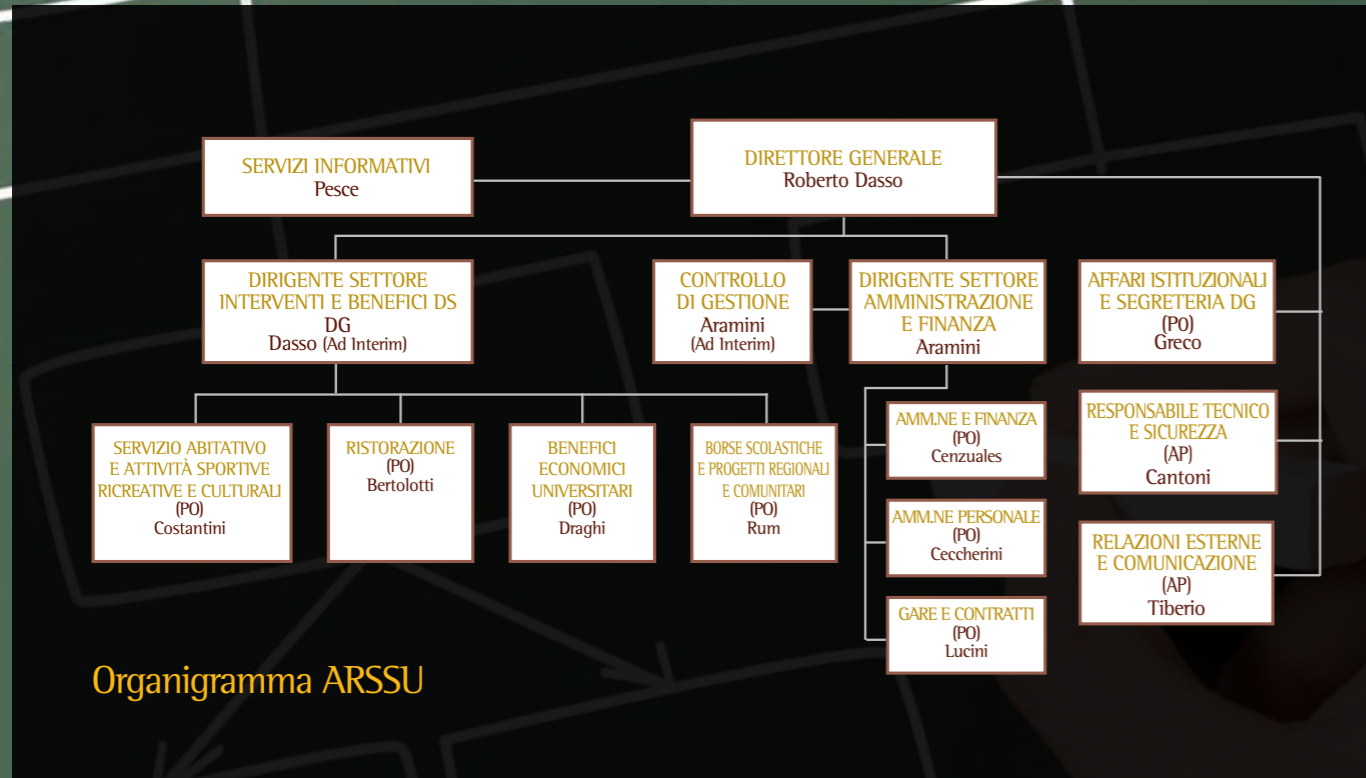 SERVIZI INFORMATIVI
Pesce
DIRETTORE GENERALE
Roberto Dasso
DIRIGENTE SETTORE
INTERVENTI E BENEFICI DS
DG
Dasso (Ad Interim)
CONTROLLO
DI GESTIONE
Aramini
(Ad Interim)
DIRIGENTE SETTORE
AMMINISTRAZIONE
E FINANZA
Aramini
AFFARI ISTITUZIONALI
E SEGRETERIA DG
(PO)
Greco
SERVIZIO ABITATIVO
E ATTIVITÀ SPORTIVE
RICREATIVE E CULTURALI
(PO)
Costantini
RISTORAZIONE
(PO)
Bertolotti
BENEFICI
ECONOMICI
UNIVERSITARI
(PO)
Draghi
BORSE SCOLASTICHE
E PROGETTI REGIONALI
E COMUNITARI
(PO)
Rum
AMM.NE E FINANZA
(PO)
Cenzuales
AMM.NE PERSONALE
(PO)
Ceccherini
GARE E CONTRATTI
(PO)
Lucini
RESPONSABILE TECNICO
E SICUREZZA
(AP)
Cantoni
RELAZIONI ESTERNE
E COMUNICAZIONE
(AP)
Tiberio
Organigramma ARSSU